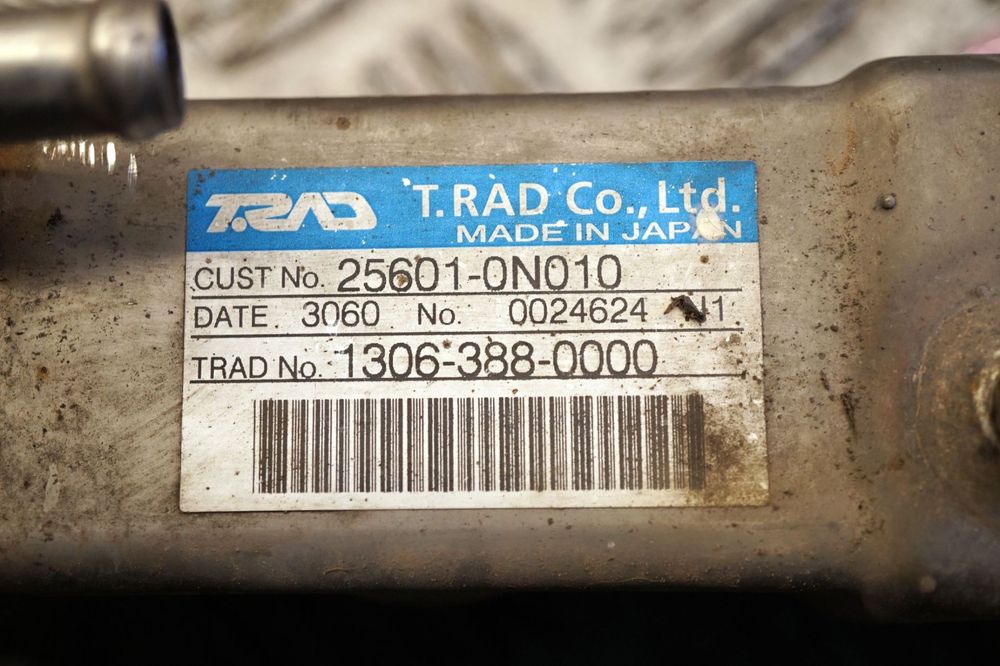 T.RAD T.RAD Co., Ltd.
MADE IN JAPAN
CUST No. 25601-0N010
DATE 3060 No. 0024624
TRAD No. 1306-388-0000